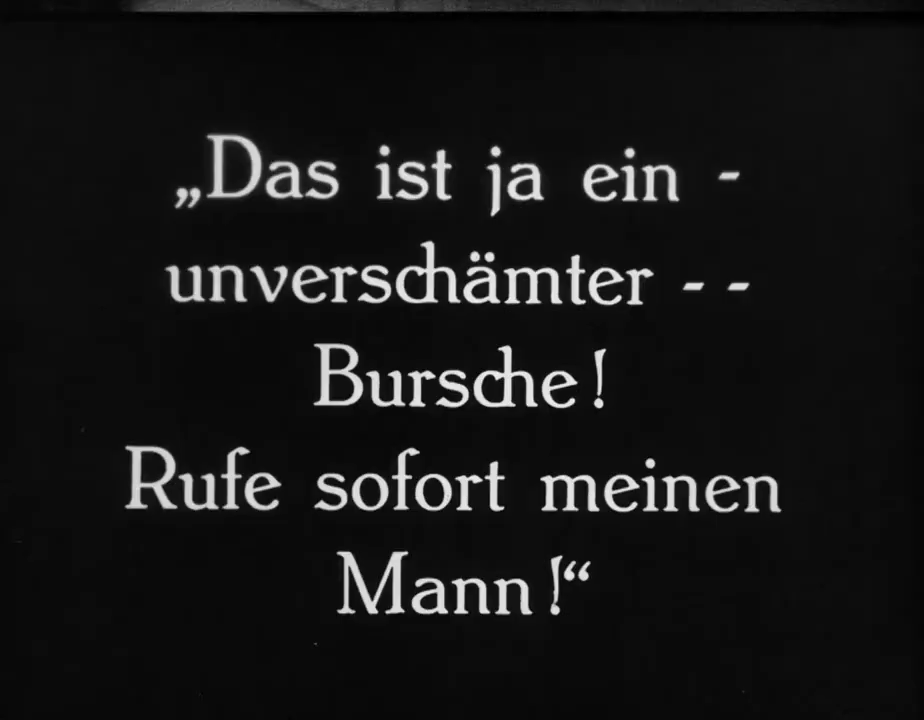 „Das ist ja ein -
unverschämter - -
Bursche!
Rufe sofort meinen
Mann!“